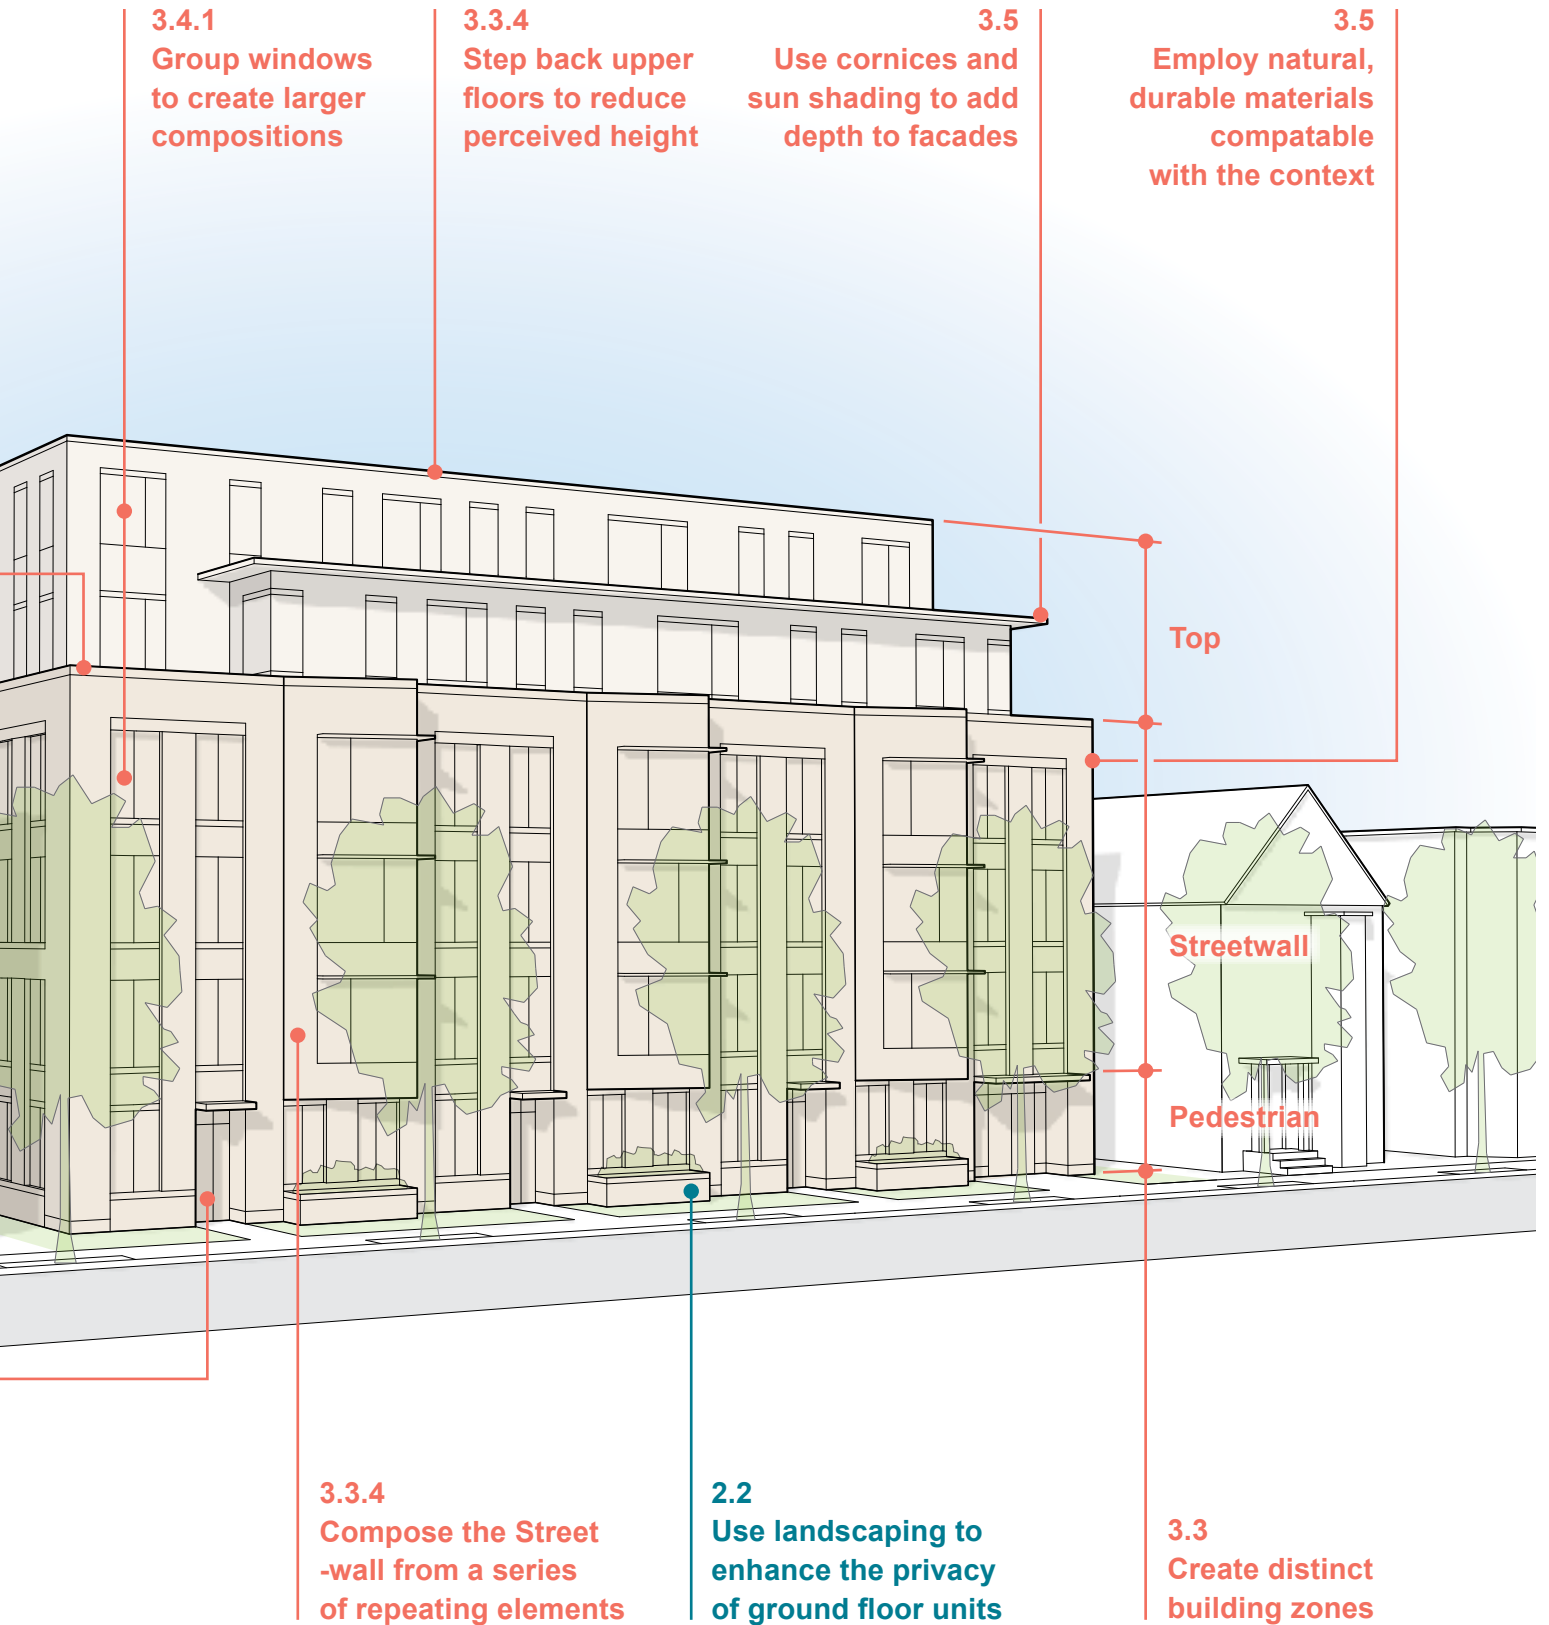 3.4.1
Group windows
to create larger
compositions
3.3.4
Step back upper
floors to reduce
perceived height
3.5
Use cornices and
sun shading to add
depth to facades
3.5
Employ natural,
durable materials
compatable
with the context
Top
Streetwall
Pedestrian
3.3.4
Compose the Street
-wall from a series
of repeating elements
2.2
Use landscaping to
enhance the privacy
of ground floor units
3.3
Create distinct
building zones